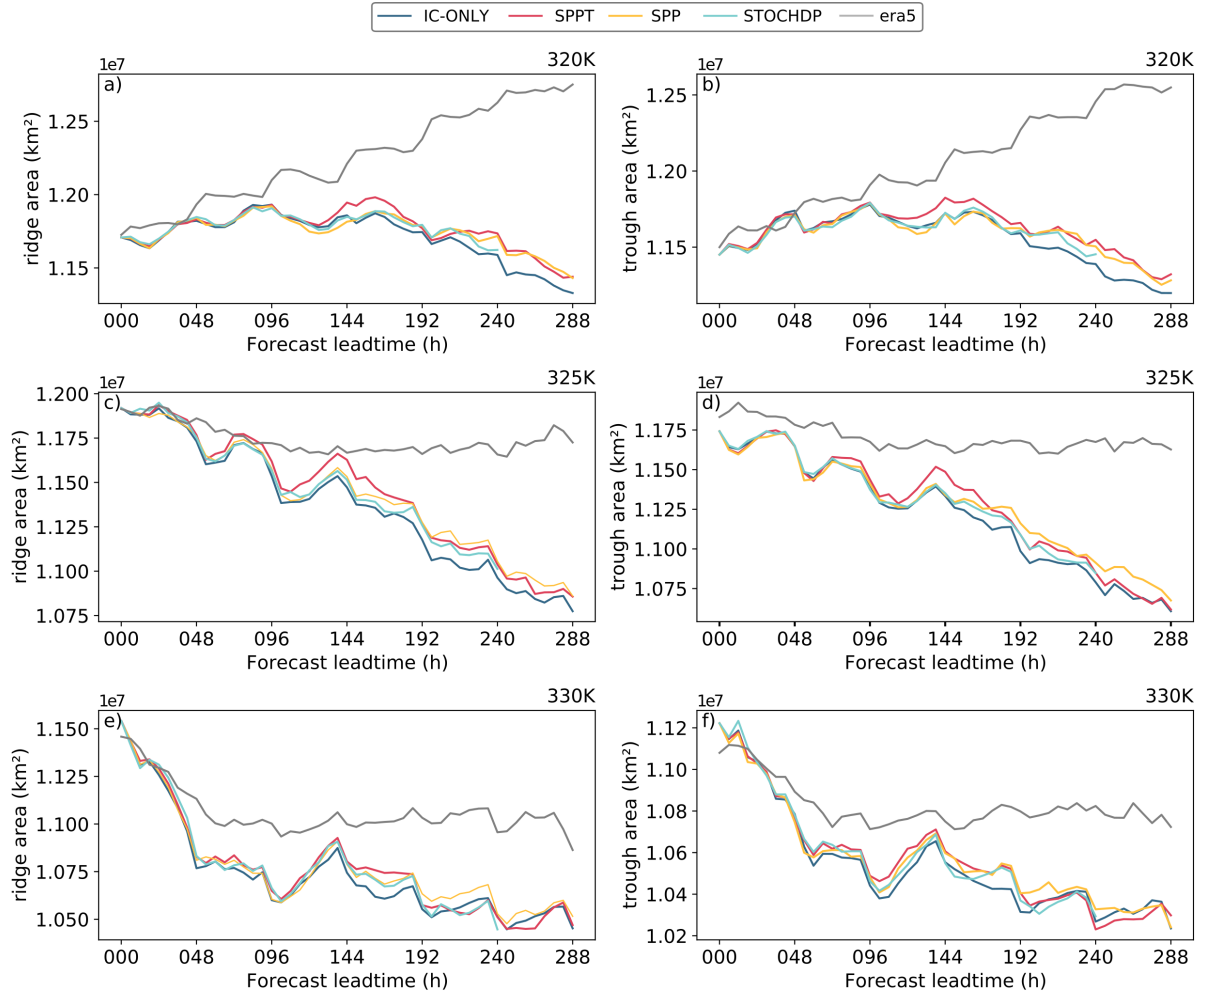 IC-ONLY SPPT SPP STOCHDP era5
1e7 320K
a)
ridge area (km²)
1.25
1.20
1.15
000 048 096 144 192 240 288
Forecast leadtime (h)
1e7 320K
b)
trough area (km²)
1.25
1.20
1.15
000 048 096 144 192 240 288
Forecast leadtime (h)
1e7 325K
c)
ridge area (km²)
1.200
1.175
1.150
1.125
1.100
1.075
000 048 096 144 192 240 288
Forecast leadtime (h)
1e7 325K
d)
trough area (km²)
1.175
1.150
1.125
1.100
1.075
000 048 096 144 192 240 288
Forecast leadtime (h)
1e7 330K
e)
ridge area (km²)
1.150
1.125
1.100
1.075
1.050
000 048 096 144 192 240 288
Forecast leadtime (h)
1e7 330K
f)
trough area (km²)
1.12
1.10
1.08
1.06
1.04
1.02
000 048 096 144 192 240 288
Forecast leadtime (h)